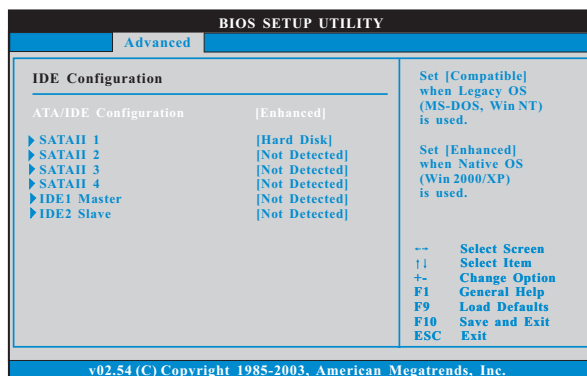 BIOS SETUP UTILITY
Advanced
IDE Configuration
ATA/IDE Configuration [Enhanced]
SATAII 1 [Hard Disk]
SATAII 2 [Not Detected]
SATAII 3 [Not Detected]
SATAII 4 [Not Detected]
IDE1 Master [Not Detected]
IDE2 Slave [Not Detected]
Set [Compatible]
when Legacy OS
(MS-DOS, Win NT)
is used.
Set [Enhanced]
when Native OS
(Win 2000/XP)
is used.
←→ Select Screen
↑↓ Select Item
+- Change Option
F1 General Help
F9 Load Defaults
F10 Save and Exit
ESC Exit
v02.54 (C) Copyright 1985-2003, American Megatrends, Inc.